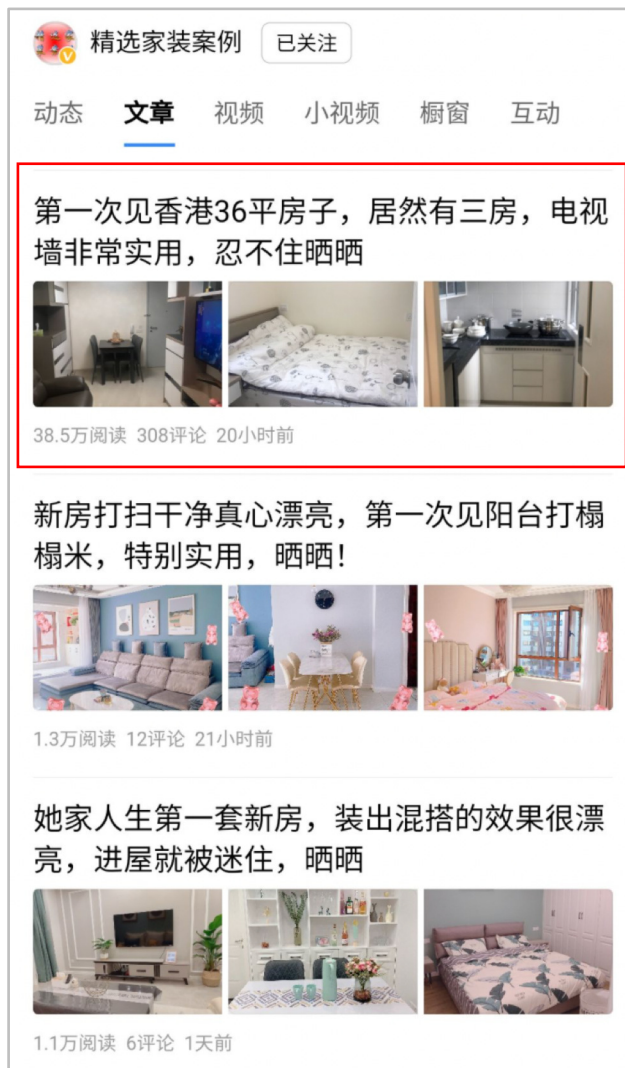 精选家装案例 已关注
动态 文章 视频 小视频 橱窗 互动
第一次见香港36平房子，居然有三房，电视
墙非常实用，忍不住晒晒
38.5万阅读 308评论 20小时前
新房打扫干净真心漂亮，第一次见阳台打榻
榻米，特别实用，晒晒！
1.3万阅读 12评论 21小时前
她家人生第一套新房，装出混搭的效果很漂
亮，进屋就被迷住，晒晒
1.1万阅读 6评论 1天前